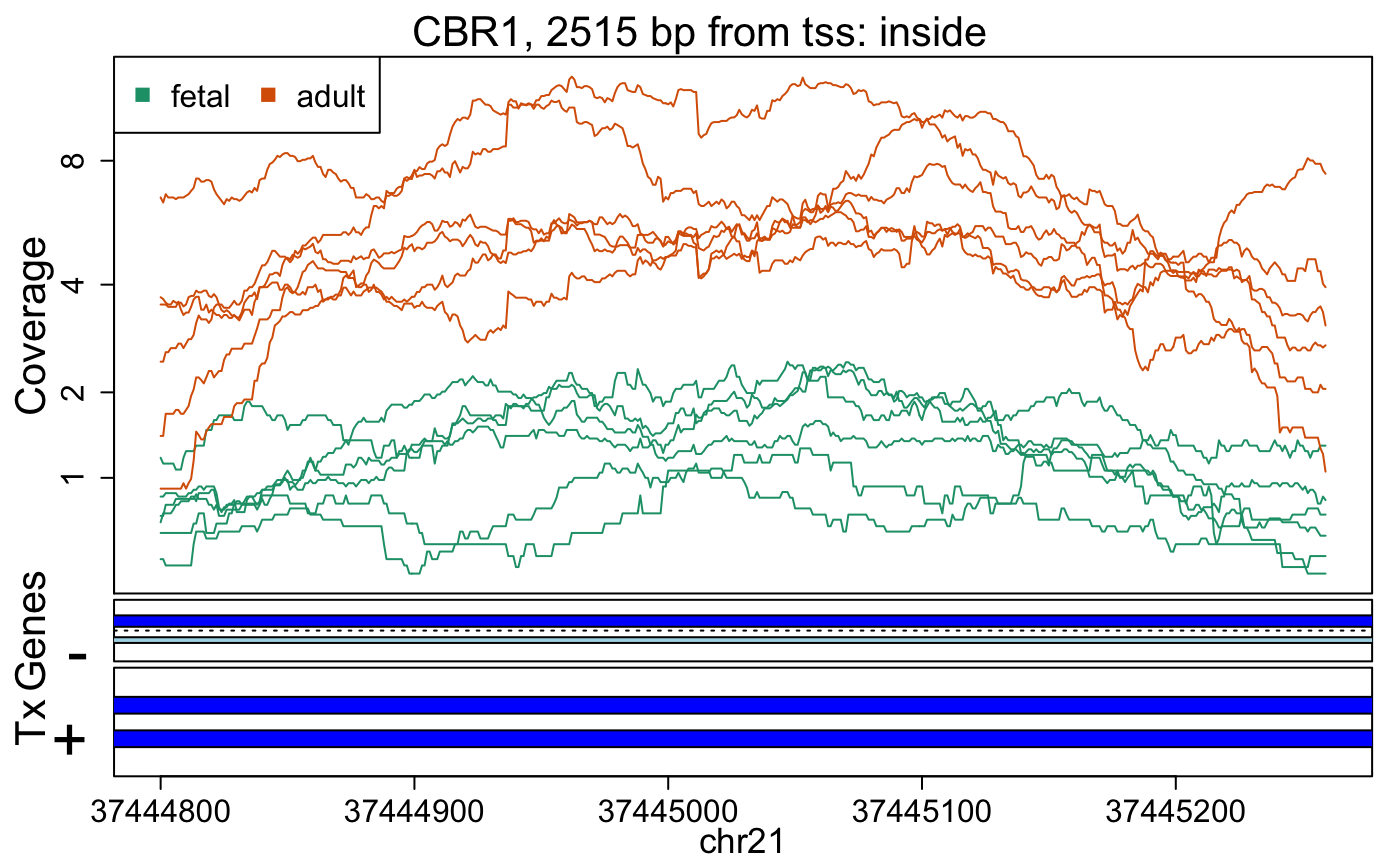 CBR1, 2515 bp from tss: inside
fetal adult
Coverage
8
4
2
1
Genes
-
Tx
+
37444800 37444900 37445000 37445100 37445200
chr21